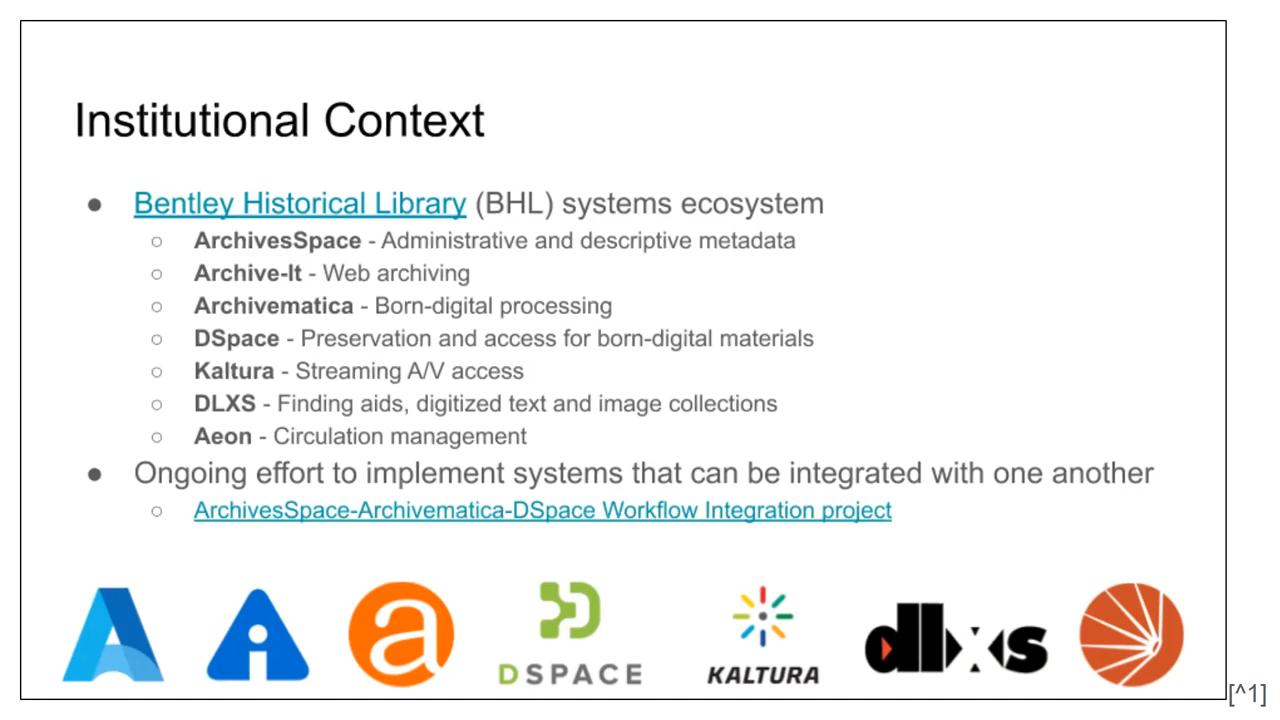 Institutional Context
● Bentley Historical Library (BHL) systems ecosystem
○ ArchivesSpace - Administrative and descriptive metadata
○ Archive-It - Web archiving
○ Archivematica - Born-digital processing
○ DSpace - Preservation and access for born-digital materials
○ Kaltura - Streaming A/V access
○ DLXS - Finding aids, digitized text and image collections
○ Aeon - Circulation management
● Ongoing effort to implement systems that can be integrated with one another
○ ArchivesSpace-Archivematica-DSpace Workflow Integration project
a
DSPACE
KALTURA
dlxs
[^1]